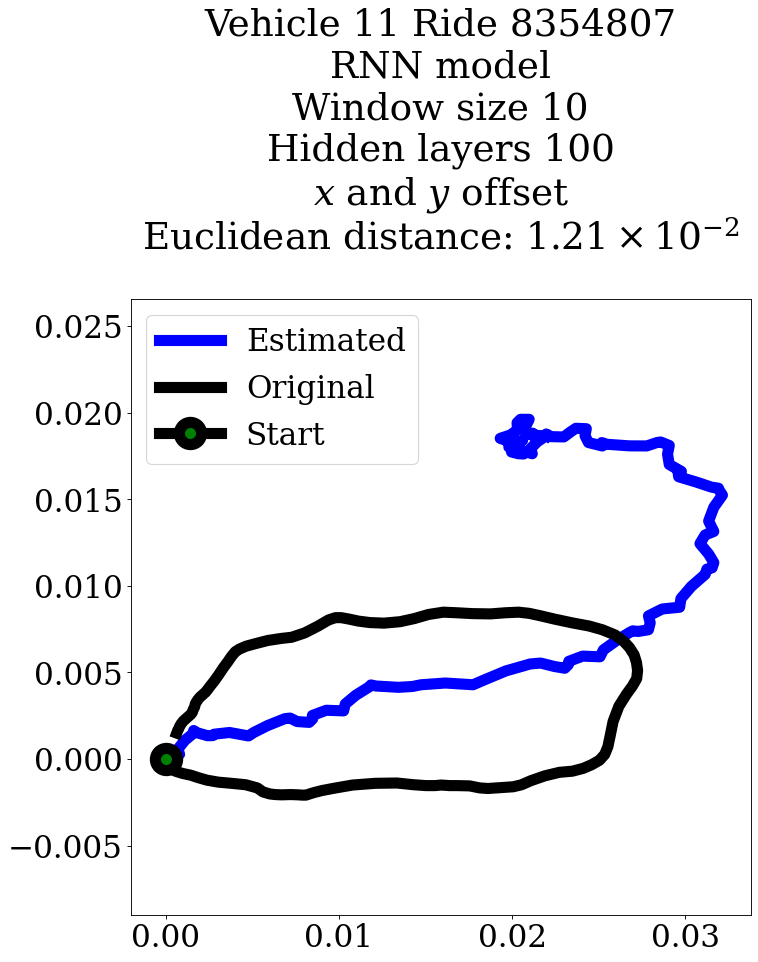 Vehicle 11 Ride 8354807
RNN model
Window size 10
Hidden layers 100
x and y offset
Euclidean distance: 1.21 × 10⁻²
Estimated
Original
Start
0.025
0.020
0.015
0.010
0.005
0.000
−0.005
0.00 0.01 0.02 0.03